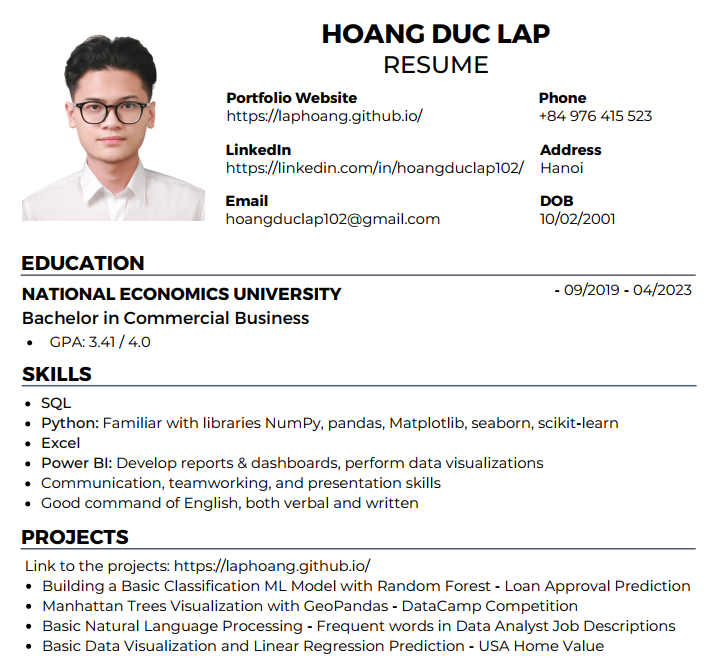 HOANG DUC LAP
RESUME
Portfolio Website
https://laphoang.github.io/
Phone
+84 976 415 523
LinkedIn
https://linkedin.com/in/hoangduclap102/
Address
Hanoi
Email
hoangduclap102@gmail.com
DOB
10/02/2001
EDUCATION
NATIONAL ECONOMICS UNIVERSITY
- 09/2019 - 04/2023
Bachelor in Commercial Business
• GPA: 3.41 / 4.0
SKILLS
• SQL
• Python: Familiar with libraries NumPy, pandas, Matplotlib, seaborn, scikit-learn
• Excel
• Power BI: Develop reports & dashboards, perform data visualizations
• Communication, teamworking, and presentation skills
• Good command of English, both verbal and written
PROJECTS
Link to the projects: https://laphoang.github.io/
• Building a Basic Classification ML Model with Random Forest - Loan Approval Prediction
• Manhattan Trees Visualization with GeoPandas - DataCamp Competition
• Basic Natural Language Processing - Frequent words in Data Analyst Job Descriptions
• Basic Data Visualization and Linear Regression Prediction - USA Home Value